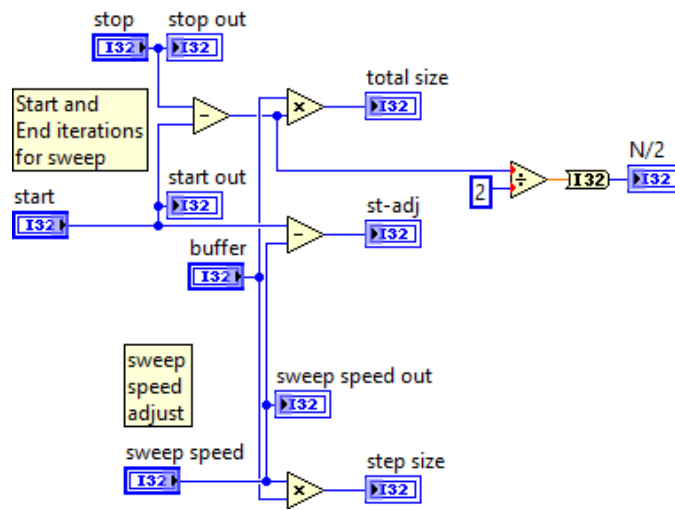 stop
stop out
I32
I32
total size
Start and
End iterations
for sweep
−
×
I32
N/2
÷
I32
I32
2
start out
start
I32
st-adj
I32
−
I32
buffer
I32
sweep
speed
adjust
sweep speed out
I32
sweep speed
step size
I32
×
I32